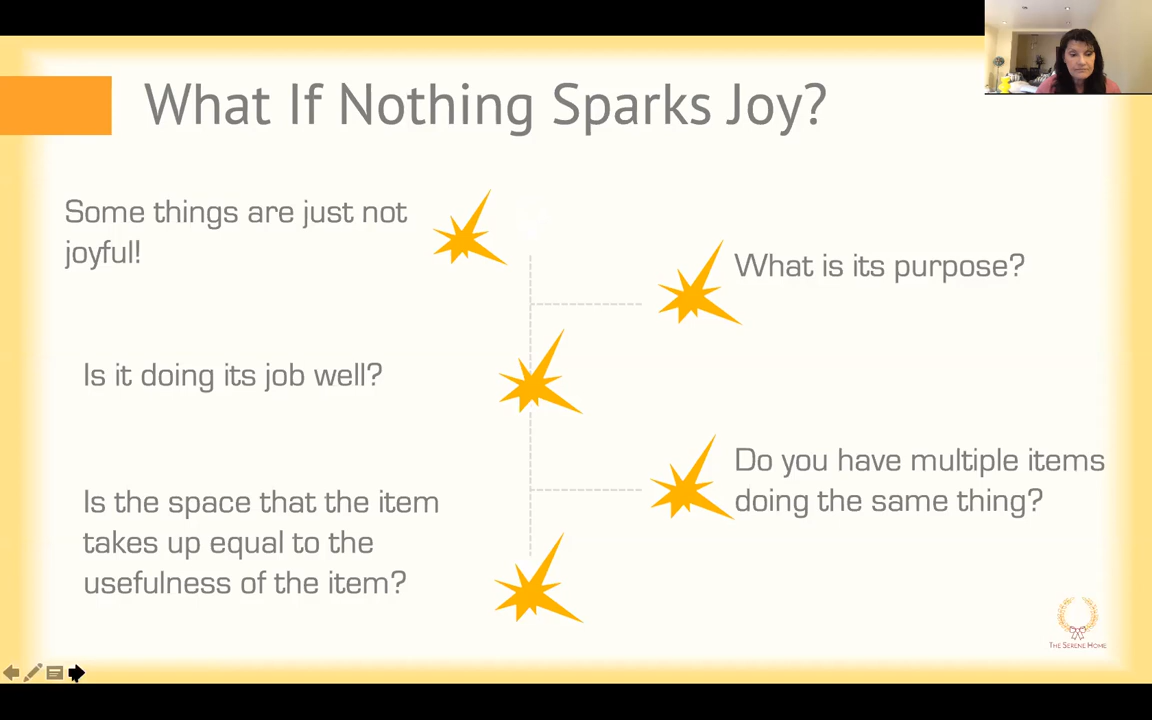 What If Nothing Sparks Joy?
Some things are just not
joyful!
What is its purpose?
Is it doing its job well?
Do you have multiple items
doing the same thing?
Is the space that the item
takes up equal to the
usefulness of the item?
THE SERENE HOME